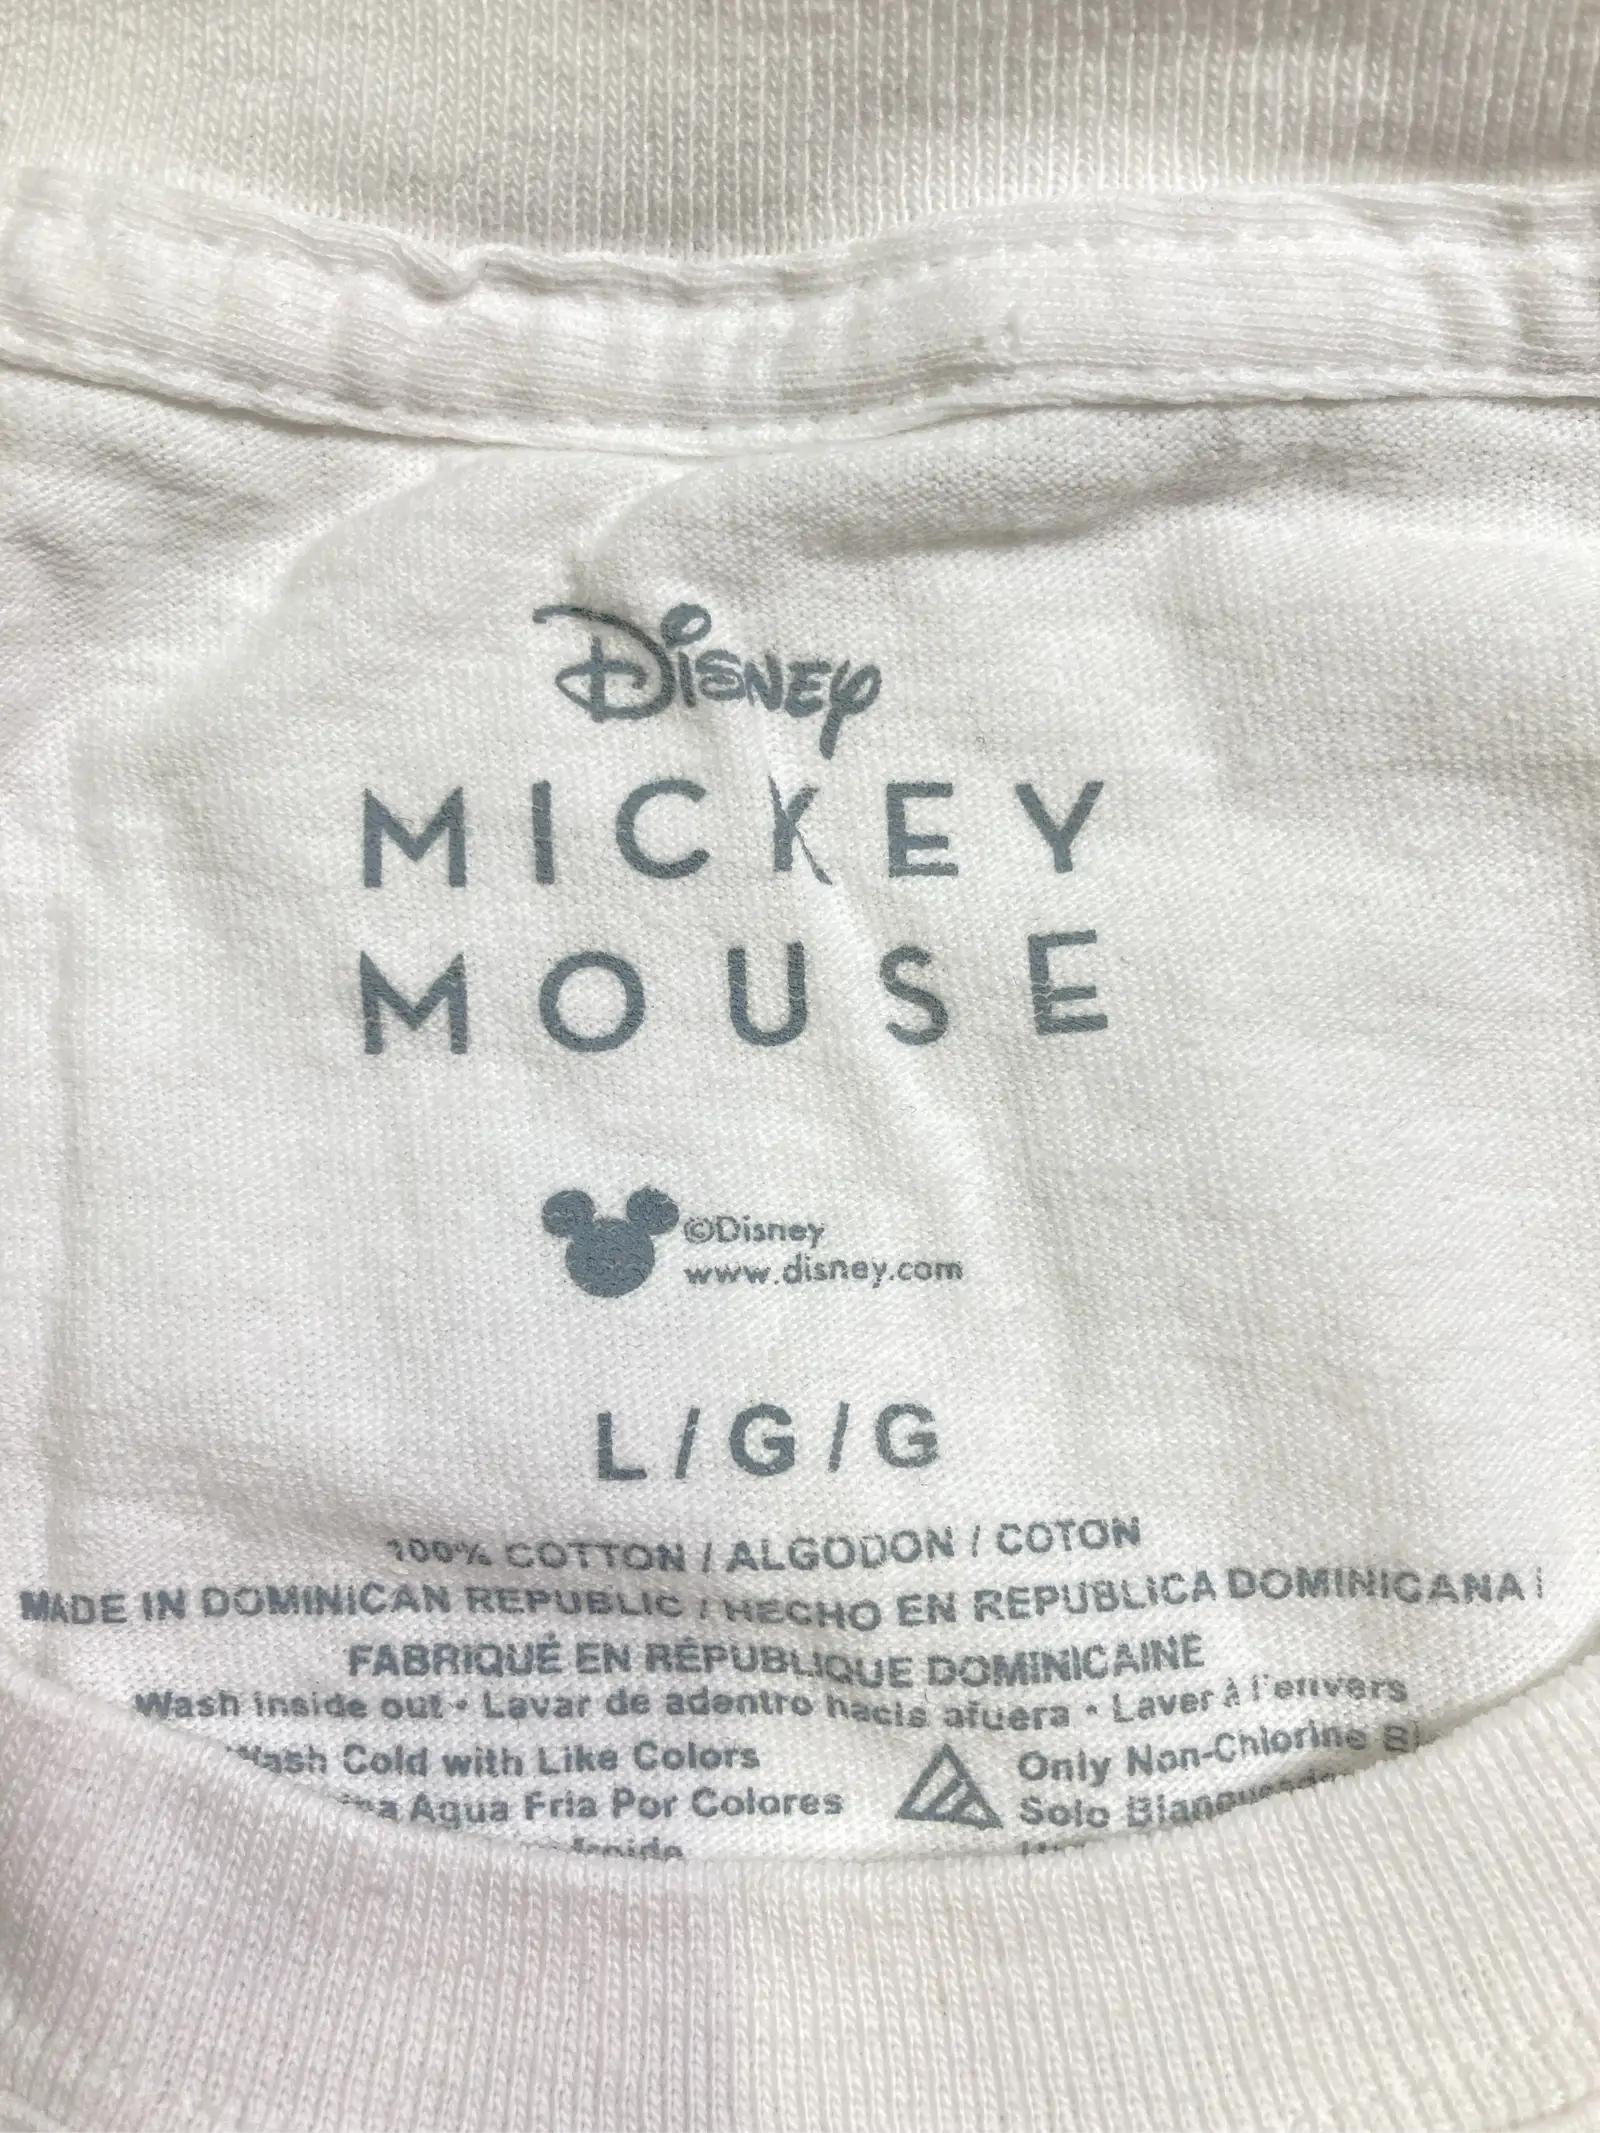 Disney
MICKEY
MOUSE
©Disney
www.disney.com
L / G / G
100% COTTON / ALGODON / COTON
MADE IN DOMINICAN REPUBLIC / HECHO EN REPUBLICA DOMINICANA /
FABRIQUÉ EN RÉPUBLIQUE DOMINICAINE
Wash inside out • Lavar de adentro hacis afuera • Laver à l'envers
Wash Cold with Like Colors
Agua Fria Por Colores
Only Non-Chlorine
Solo